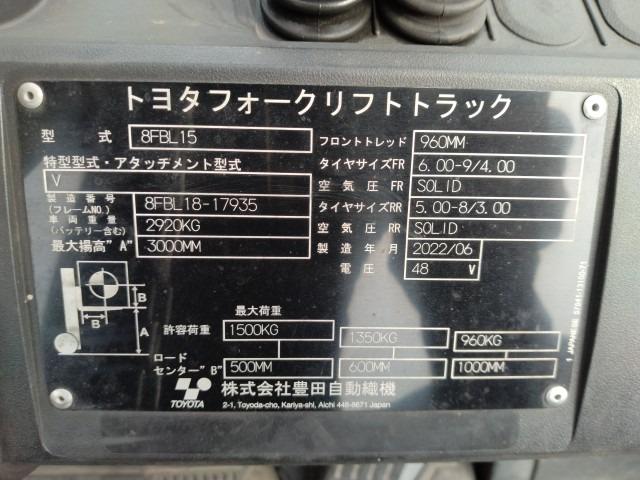 トヨタフォークリフトトラック
型 式 8FBL15 フロントトレッド 960MM
特型型式・アタッチメント型式 タイヤサイズFR 6.00-9/4.00
V 空気圧FR SOLID
製造番号(フレームNO.) 8FBL18-17935 タイヤサイズRR 5.00-8/3.00
車両重量(バッテリー含む) 2920KG 空気圧RR SOLID
最大揚高"A" 3000MM 製造年月 2022/06
電圧 48 V
B
B A
最大荷重
許容荷重 1500KG 1350KG 960KG
ロードセンター"B" 500MM 600MM 1000MM
TOYOTA 株式会社豊田自動織機
2-1, Toyoda-cho, Kariya-shi, Aichi 448-8671 Japan
1 JAPANESE